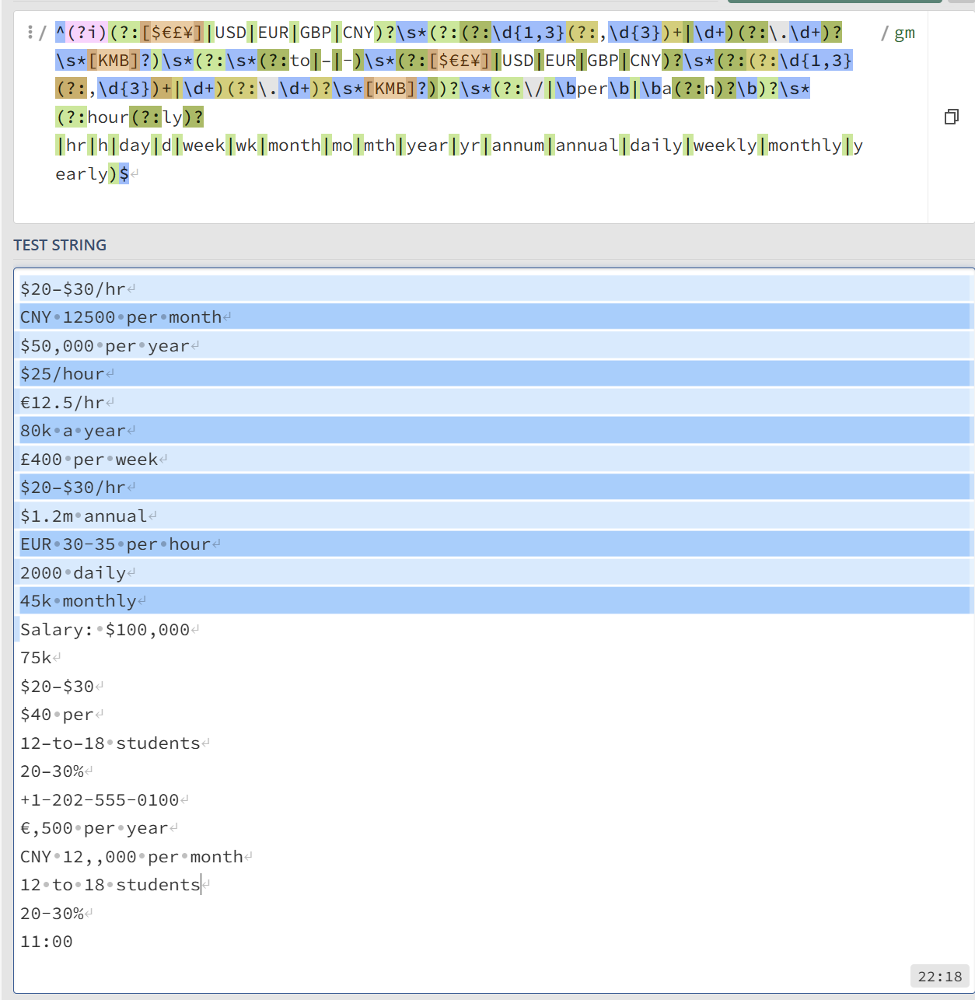 ^(?i)(?:[$€£¥]|USD|EUR|GBP|CNY)?\s*(?:(?:\d{1,3}(?:,\d{3})+|\d+)(?:\.\d+)?
/ gm
\s*[KMB]?)\s*(?:\s*(?:to|–|-)\s*(?:[$€£¥]|USD|EUR|GBP|CNY)?\s*(?:(?:\d{1,3}
(?:,\d{3})+|\d+)(?:\.\d+)?\s*[KMB]?))?\s*(?:\/|\bper\b|\ba(?:n)?\b)?\s*
(?:hour(?:ly)?
|hr|h|day|d|week|wk|month|mo|mth|year|yr|annum|annual|daily|weekly|monthly|y
early)$
TEST STRING
$20–$30/hr
CNY 12500 per month
$50,000 per year
$25/hour
€12.5/hr
80k a year
£400 per week
$20–$30/hr
$1.2m annual
EUR 30-35 per hour
2000 daily
45k monthly
Salary: $100,000
75k
$20–$30
$40 per
12–to–18 students
20–30%
+1-202-555-0100
€,500 per year
CNY 12,,000 per month
12 to 18 students
20-30%
11:00
22:18